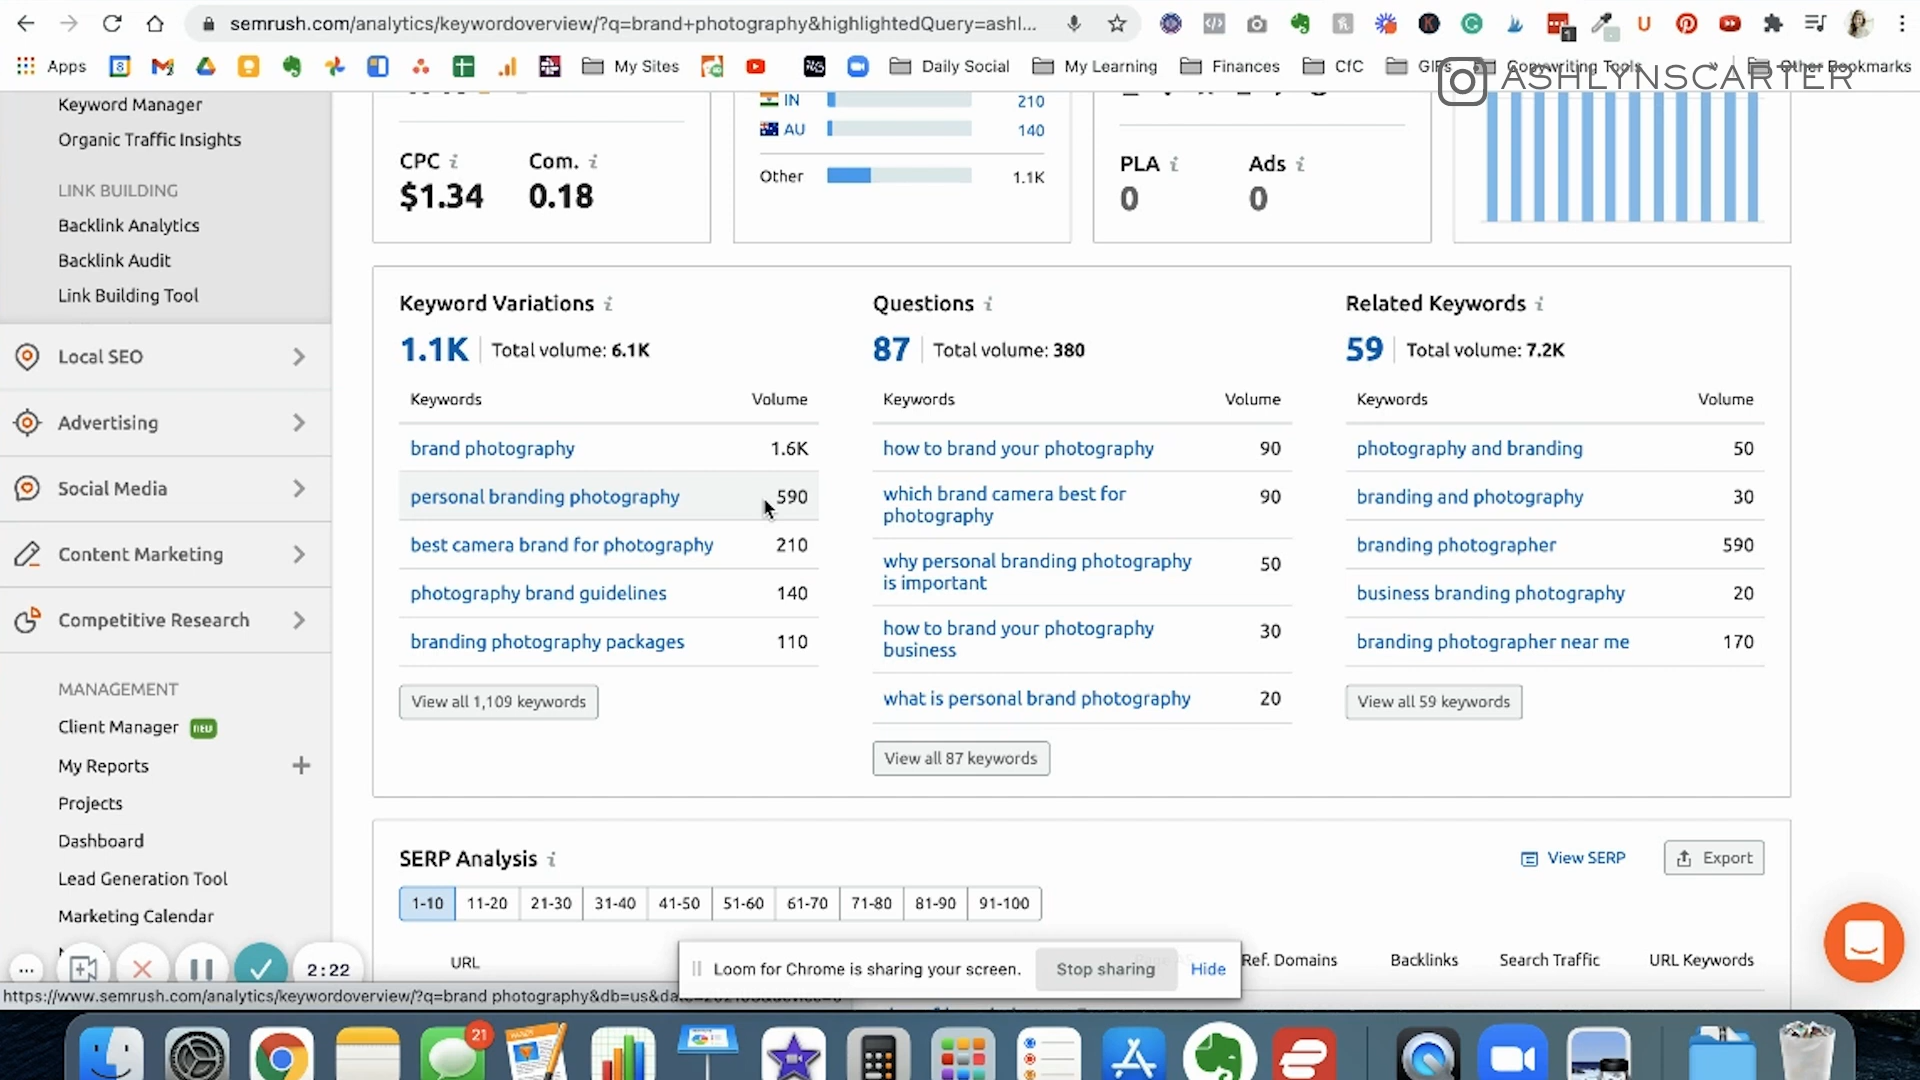 semrush.com/analytics/keywordoverview/?q=brand+photography&highlightedQuery=ashl...
Apps
My Sites
Daily Social
My Learning
Finances
CfC
GIFs
Copywriting Tools
»
Other Bookmarks
ASHLYNSCARTER
Keyword Manager
Organic Traffic Insights
LINK BUILDING
Backlink Analytics
Backlink Audit
Link Building Tool
Local SEO
Advertising
Social Media
Content Marketing
Competitive Research
MANAGEMENT
Client Manager NEW
My Reports +
Projects
Dashboard
Lead Generation Tool
Marketing Calendar
CPC i Com. i
$1.34 0.18
IN 210
AU 140
Other 1.1K
PLA i Ads i
0 0
Keyword Variations i
1.1K Total volume: 6.1K
Keywords Volume
brand photography 1.6K
personal branding photography 590
best camera brand for photography 210
photography brand guidelines 140
branding photography packages 110
View all 1,109 keywords
Questions i
87 Total volume: 380
Keywords Volume
how to brand your photography 90
which brand camera best for 90
photography
why personal branding photography 50
is important
how to brand your photography 30
business
what is personal brand photography 20
View all 87 keywords
Related Keywords i
59 Total volume: 7.2K
Keywords Volume
photography and branding 50
branding and photography 30
branding photographer 590
business branding photography 20
branding photographer near me 170
View all 59 keywords
SERP Analysis i
View SERP
Export
1-10 11-20 21-30 31-40 41-50 51-60 61-70 71-80 81-90 91-100
URL Ref. Domains Backlinks Search Traffic URL Keywords
2:22
Loom for Chrome is sharing your screen. Stop sharing Hide
https://www.semrush.com/analytics/keywordoverview/?q=brand photography&db=us&date=
21